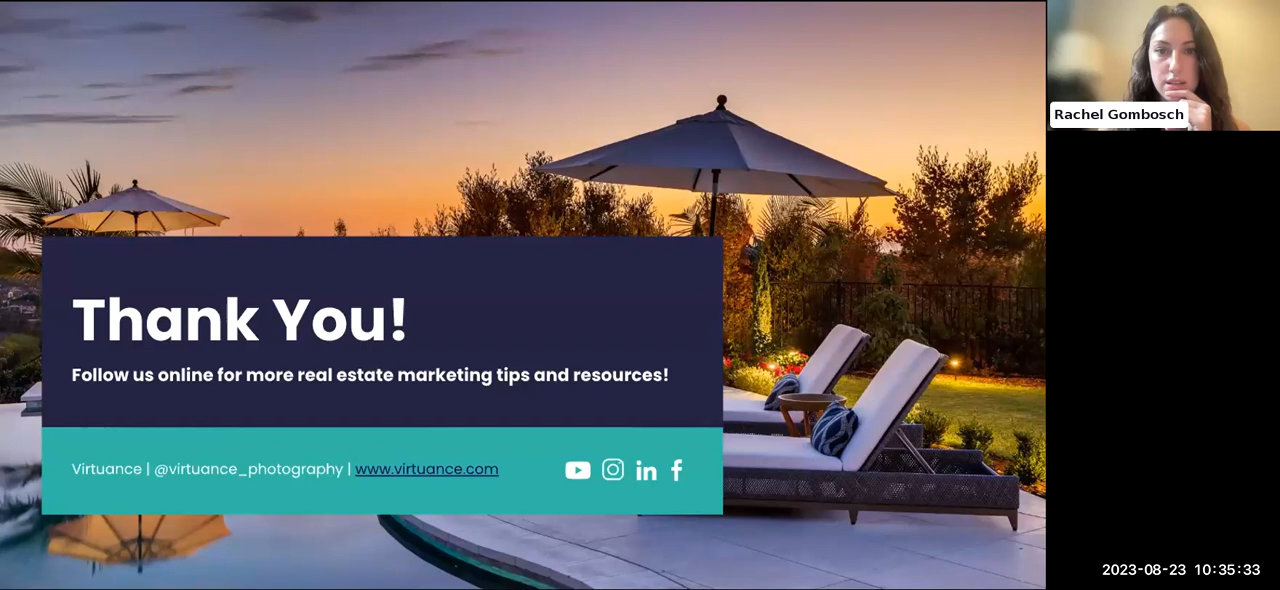 Rachel Gombosch
Thank You!
Follow us online for more real estate marketing tips and resources!
Virtuance | @virtuance_photography | www.virtuance.com
2023-08-23 10:35:33